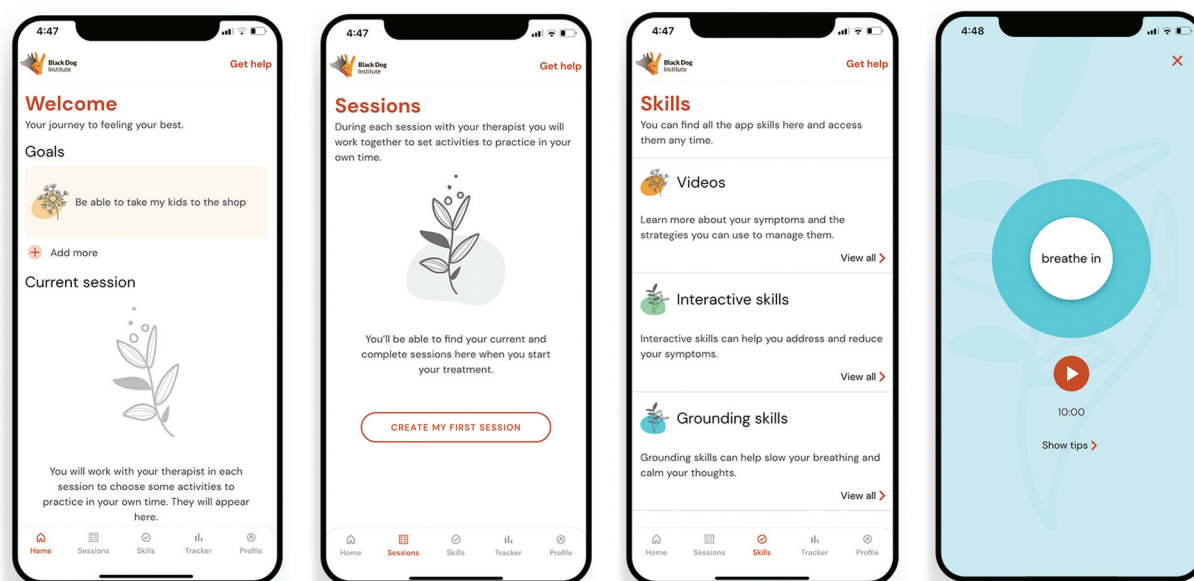 4:47
Black Dog
Institute
Get help
Welcome
Your journey to feeling your best.
Goals
Be able to take my kids to the shop
Add more
Current session
You will work with your therapist in each
session to choose some activities to
practice in your own time. They will appear
here.
Home
Sessions
Skills
Tracker
Profile
4:47
Black Dog
Institute
Get help
Sessions
During each session with your therapist you will
work together to set activities to practice in your
own time.
You'll be able to find your current and
complete sessions here when you start
your treatment.
CREATE MY FIRST SESSION
Home
Sessions
Skills
Tracker
Profile
4:47
Black Dog
Institute
Get help
Skills
You can find all the app skills here and access
them any time.
Videos
Learn more about your symptoms and the
strategies you can use to manage them.
View all
Interactive skills
Interactive skills can help you address and reduce
your symptoms.
View all
Grounding skills
Grounding skills can help slow your breathing and
calm your thoughts.
View all
Home
Sessions
Skills
Tracker
Profile
4:48
breathe in
10:00
Show tips